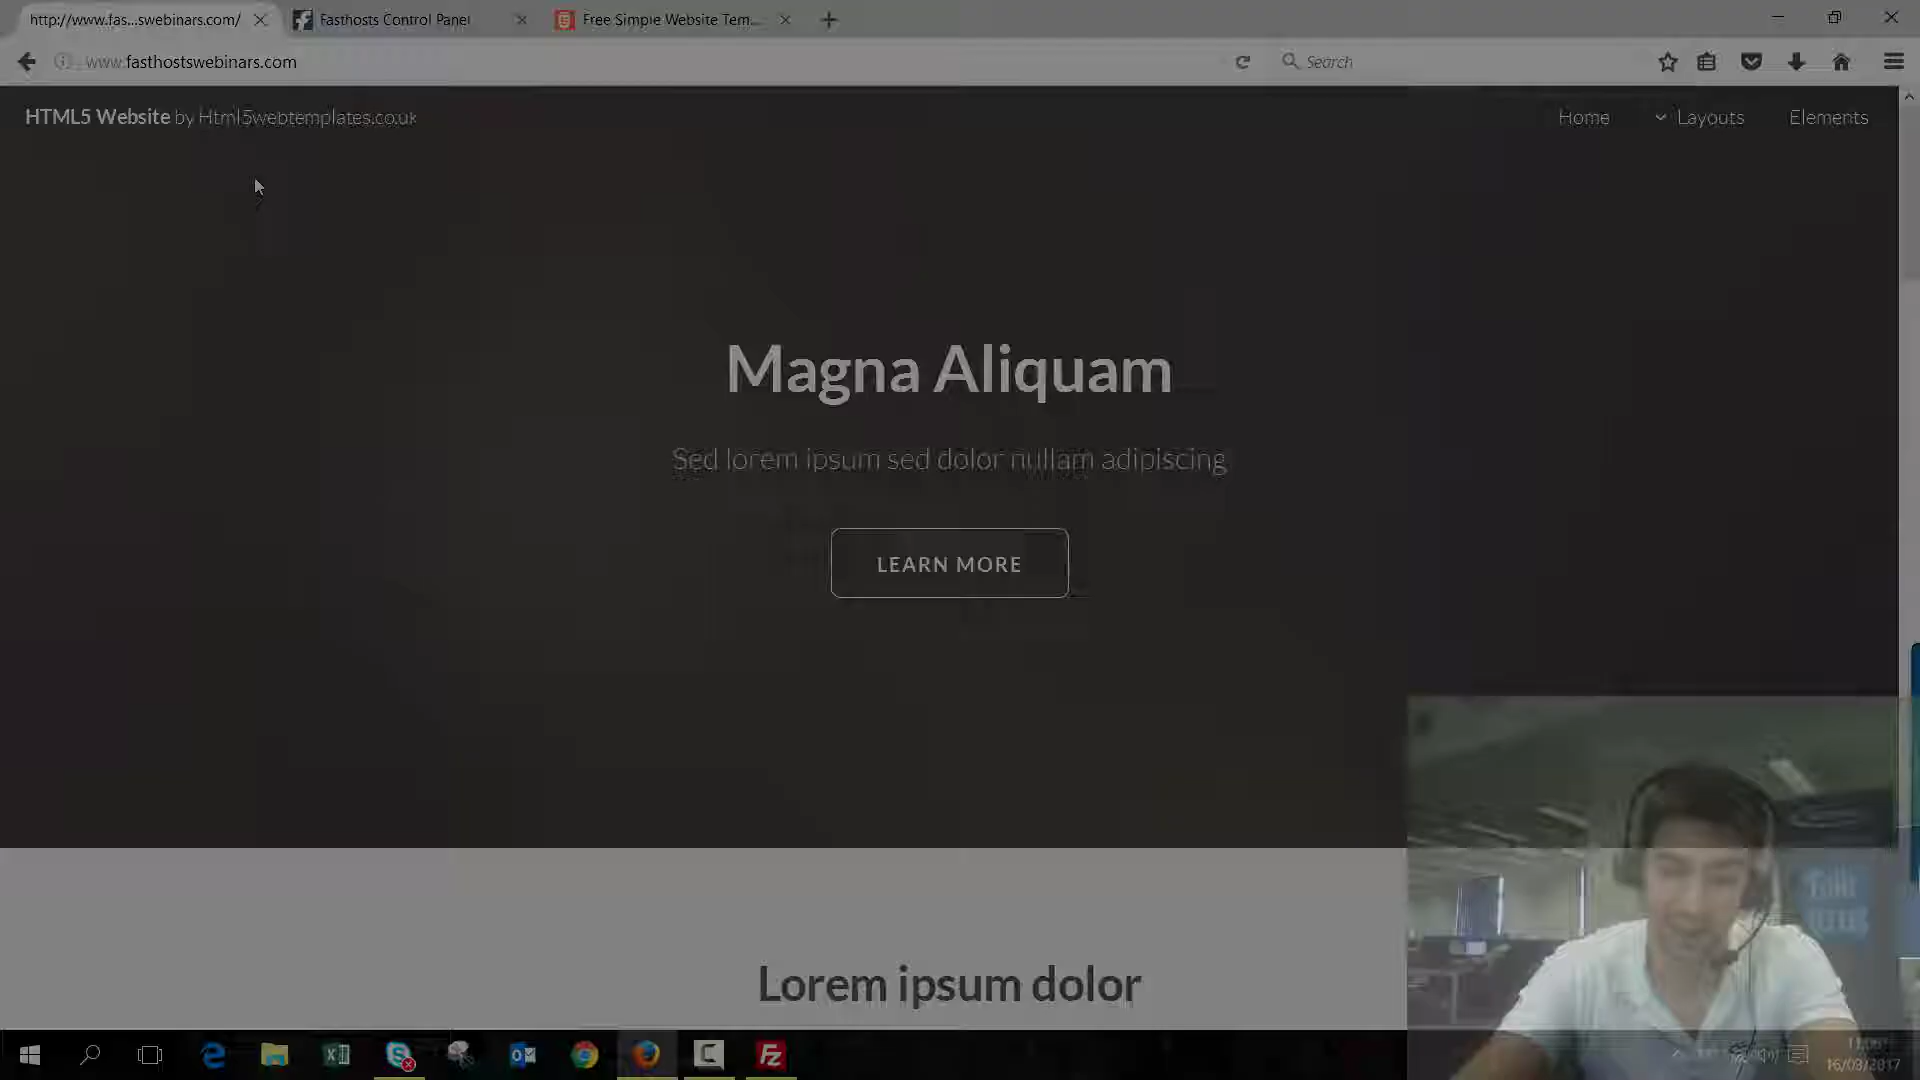 http://www.fas...swebinars.com/
Fasthosts Control Panel
Free Simple Website Tem...
www.fasthostswebinars.com
Search
HTML5 Website by Html5webtemplates.co.uk
Home
Layouts
Elements
Magna Aliquam
Sed lorem ipsum sed dolor nullam adipiscing
LEARN MORE
Lorem ipsum dolor